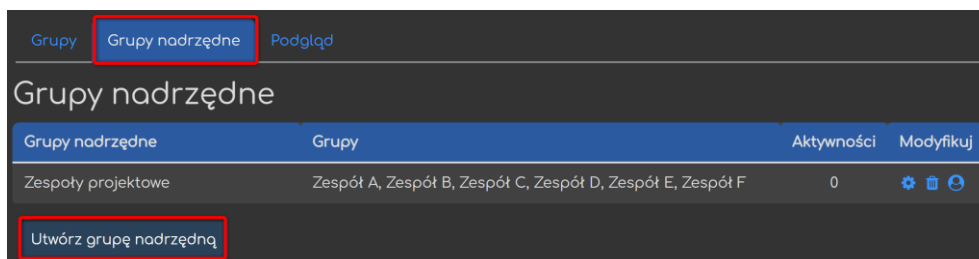 Grupy Grupy nadrzędne Podgląd
Grupy nadrzędne
Grupy nadrzędne Grupy Aktywności Modyfikuj
Zespoły projektowe Zespół A, Zespół B, Zespół C, Zespół D, Zespół E, Zespół F 0
Utwórz grupę nadrzędną